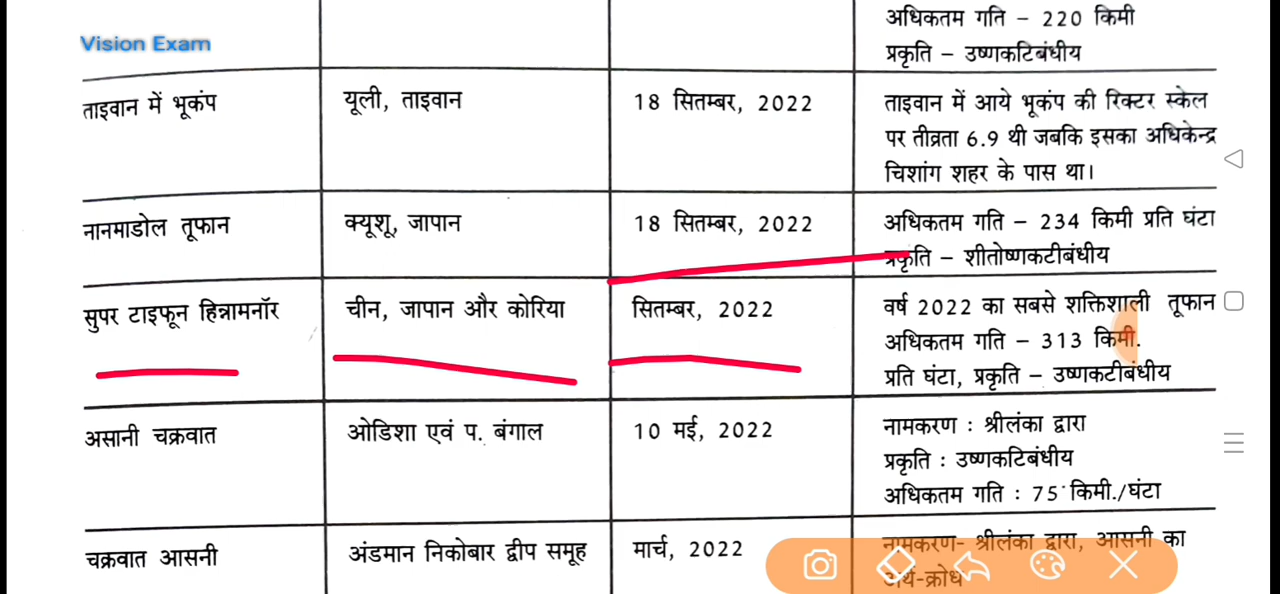 अधिकतम गति – 220 किमी
Vision Exam
प्रकृति – उष्णकटिबंधीय
ताइवान में भूकंप
यूली, ताइवान
18 सितम्बर, 2022
ताइवान में आये भूकंप की रिक्टर स्केल
पर तीव्रता 6.9 थी जबकि इसका अधिकेन्द्र
चिशांग शहर के पास था।
नानमाडोल तूफान
क्यूशू, जापान
18 सितम्बर, 2022
अधिकतम गति – 234 किमी प्रति घंटा
प्रकृति – शीतोष्णकटीबंधीय
सुपर टाइफून हिन्नामनॉर
चीन, जापान और कोरिया
सितम्बर, 2022
वर्ष 2022 का सबसे शक्तिशाली तूफान
अधिकतम गति – 313 किमी.
प्रति घंटा, प्रकृति – उष्णकटीबंधीय
असानी चक्रवात
ओडिशा एवं प. बंगाल
10 मई, 2022
नामकरण : श्रीलंका द्वारा
प्रकृति : उष्णकटिबंधीय
अधिकतम गति : 75 किमी./घंटा
चक्रवात आसनी
अंडमान निकोबार द्वीप समूह
मार्च, 2022
नामकरण- श्रीलंका द्वारा, आसनी का
अर्थ-क्रोध